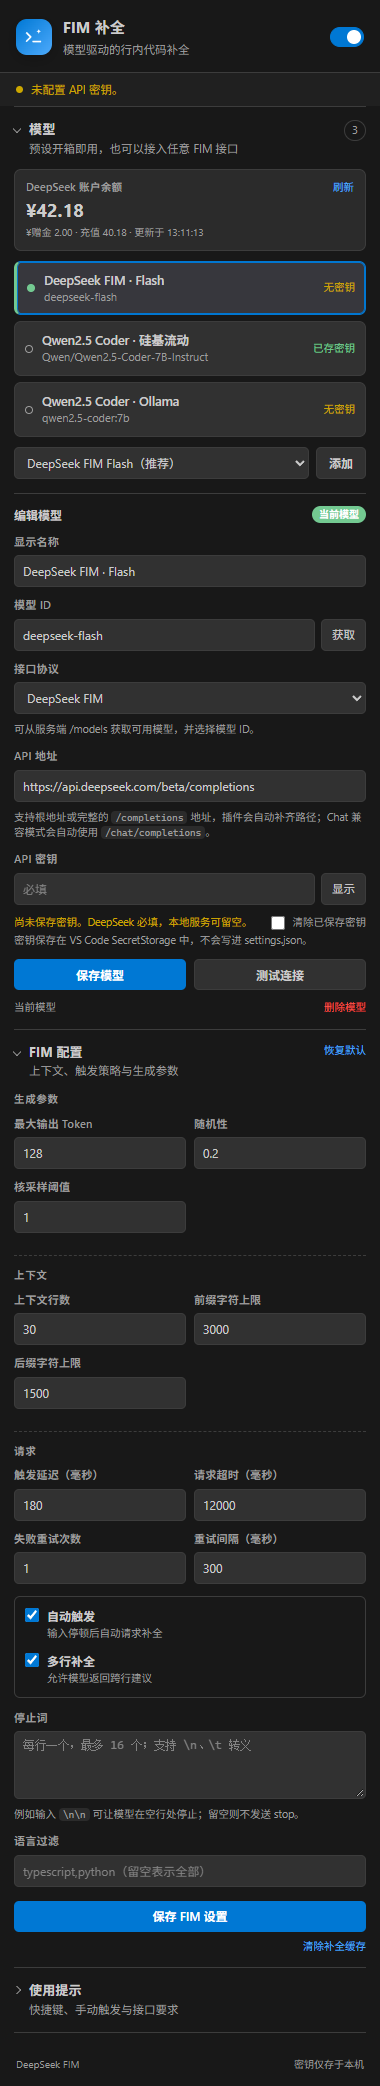 FIM 补全
模型驱动的行内代码补全
未配置 API 密钥。
模型
3
预设开箱即用，也可以接入任意 FIM 接口
DeepSeek 账户余额
刷新
¥42.18
¥赠金 2.00 · 充值 40.18 · 更新于 13:11:13
DeepSeek FIM · Flash
deepseek-flash
无密钥
Qwen2.5 Coder · 硅基流动
Qwen/Qwen2.5-Coder-7B-Instruct
已存密钥
Qwen2.5 Coder · Ollama
qwen2.5-coder:7b
无密钥
DeepSeek FIM Flash（推荐）
添加
编辑模型
当前模型
显示名称
DeepSeek FIM · Flash
模型 ID
deepseek-flash
获取
接口协议
DeepSeek FIM
可从服务端 /models 获取可用模型，并选择模型 ID。
API 地址
https://api.deepseek.com/beta/completions
支持根地址或完整的 /completions 地址，插件会自动补齐路径；Chat 兼
容模式会自动使用 /chat/completions。
API 密钥
必填
显示
尚未保存密钥。DeepSeek 必填，本地服务可留空。
清除已保存密钥
密钥保存在 VS Code SecretStorage 中，不会写进 settings.json。
保存模型
测试连接
当前模型
删除模型
FIM 配置
恢复默认
上下文、触发策略与生成参数
生成参数
最大输出 Token
随机性
128
0.2
核采样阈值
1
上下文
上下文行数
前缀字符上限
30
3000
后缀字符上限
1500
请求
触发延迟（毫秒）
请求超时（毫秒）
180
12000
失败重试次数
重试间隔（毫秒）
1
300
自动触发
输入停顿后自动请求补全
多行补全
允许模型返回跨行建议
停止词
每行一个，最多 16 个；支持 \n、\t 转义
例如输入 \n\n 可让模型在空行处停止；留空则不发送 stop。
语言过滤
typescript,python（留空表示全部）
保存 FIM 设置
清除补全缓存
使用提示
快捷键、手动触发与接口要求
DeepSeek FIM
密钥仅存于本机